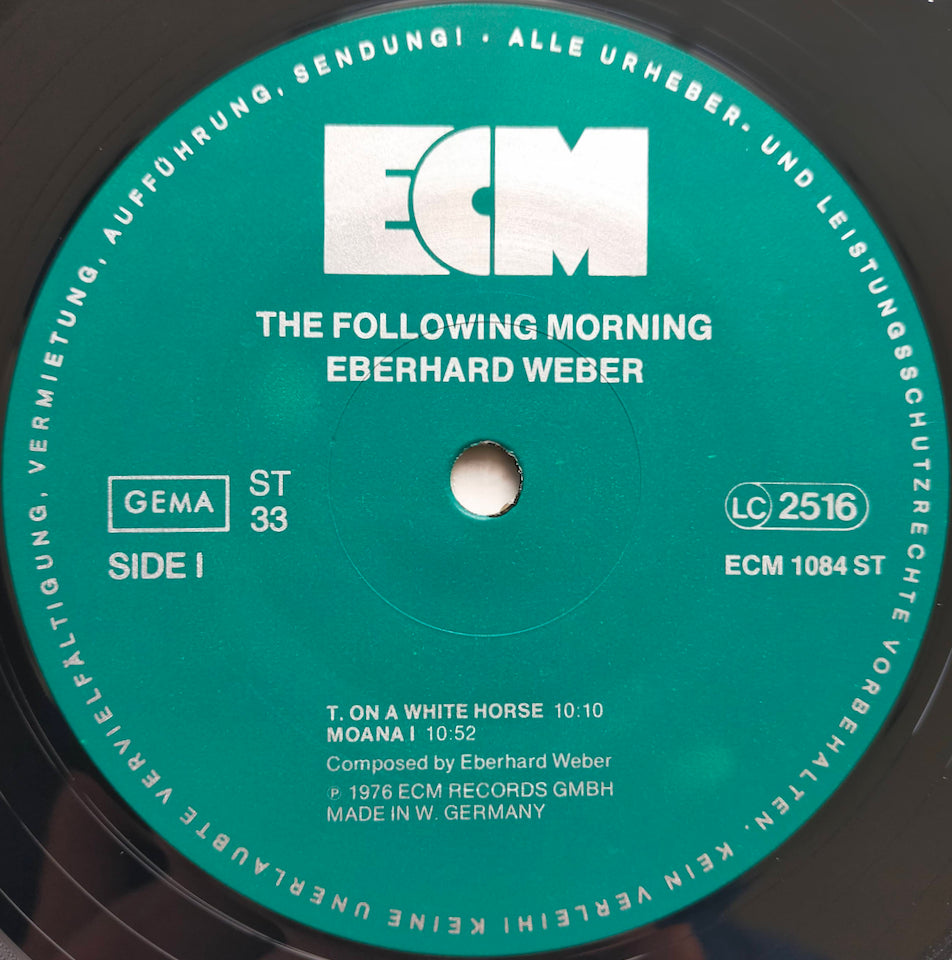 ALLE URHEBER- UND LEISTUNGSSCHUTZRECHTE VORBEHALTEN. KEIN VERLEIH! KEINE UNERLAUBTE VERVIELFÄLTIGUNG, VERMIETUNG, AUFFÜHRUNG, SENDUNG! ·
ECM
THE FOLLOWING MORNING
EBERHARD WEBER
GEMA
ST
33
SIDE I
LC 2516
ECM 1084 ST
T. ON A WHITE HORSE 10:10
MOANA I 10:52
Composed by Eberhard Weber
℗ 1976 ECM RECORDS GMBH
MADE IN W. GERMANY